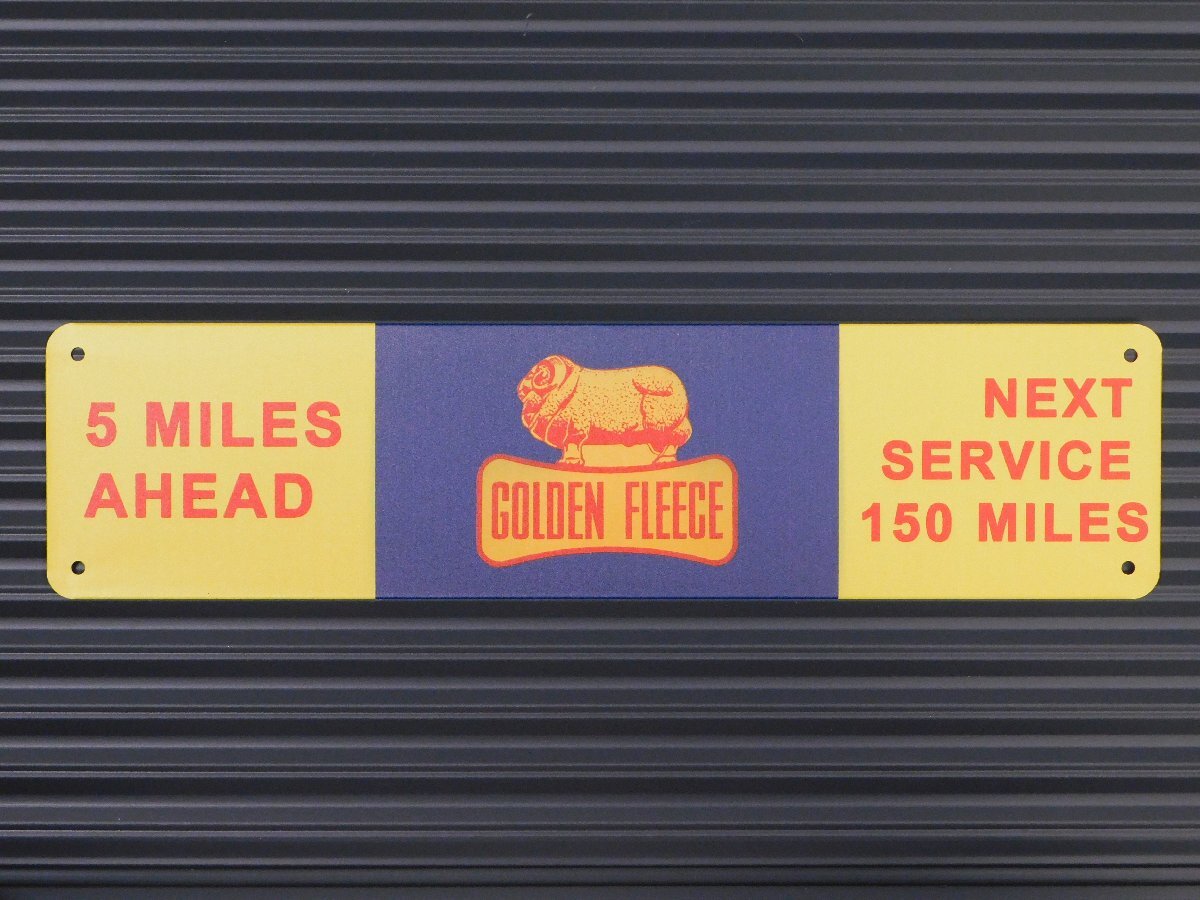 5 MILES
AHEAD
GOLDEN FLEECE
NEXT
SERVICE
150 MILES